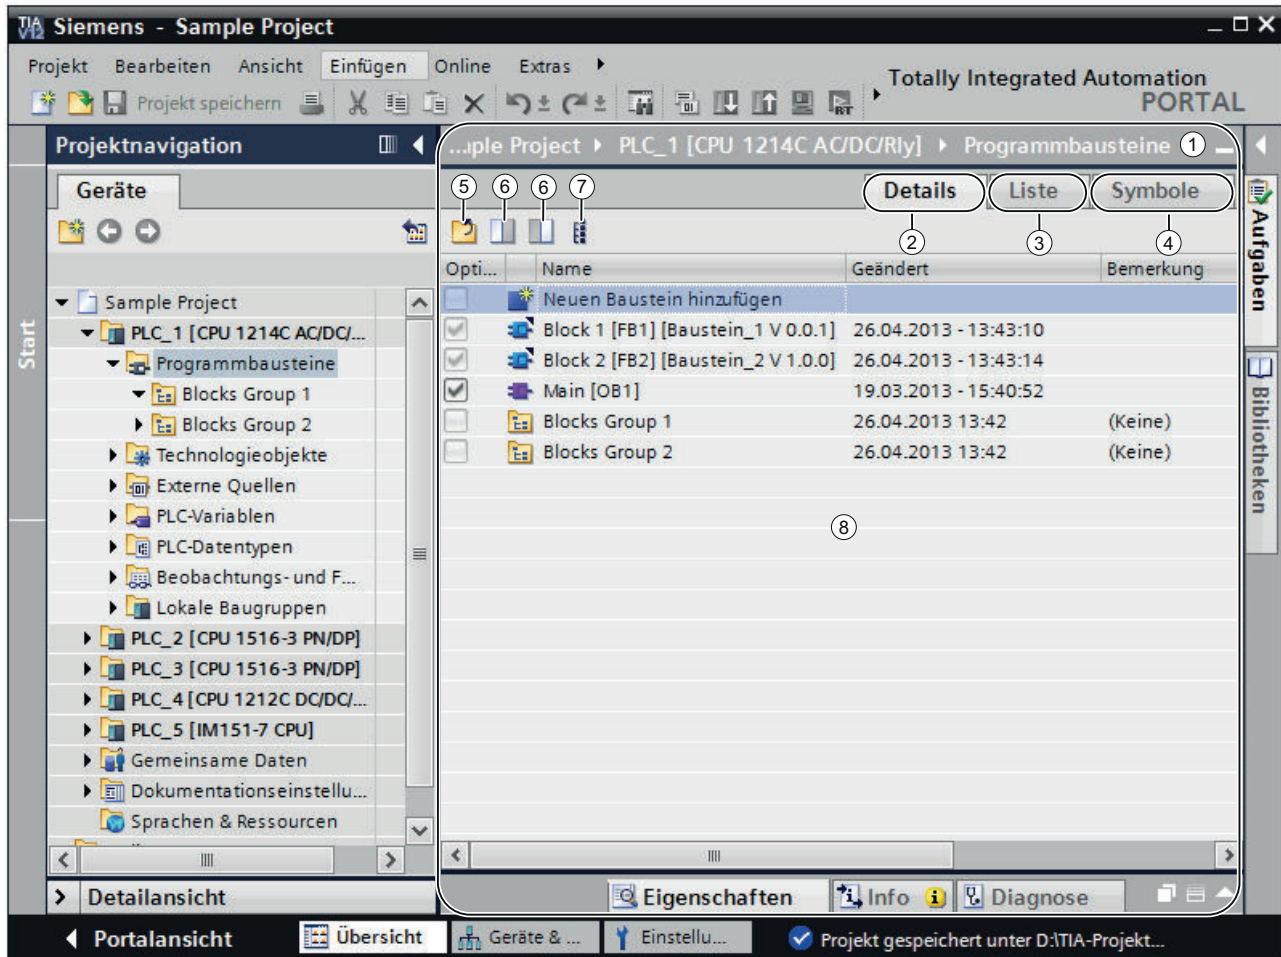 TIA V12 Siemens - Sample Project
Projekt Bearbeiten Ansicht Einfügen Online Extras
Totally Integrated Automation
PORTAL
Projekt speichern
Projektnavigation
...mple Project PLC_1 [CPU 1214C AC/DC/Rly] Programmbausteine 1
Geräte
5 6 6 7
Details Liste Symbole
2 3 4
Opti... Name Geändert Bemerkung
Neuen Baustein hinzufügen
Block 1 [FB1] [Baustein_1 V 0.0.1] 26.04.2013 - 13:43:10
Block 2 [FB2] [Baustein_2 V 1.0.0] 26.04.2013 - 13:43:14
Main [OB1] 19.03.2013 - 15:40:52
Blocks Group 1 26.04.2013 13:42 (Keine)
Blocks Group 2 26.04.2013 13:42 (Keine)
8
Start
Sample Project
PLC_1 [CPU 1214C AC/DC/...
Programmbausteine
Blocks Group 1
Blocks Group 2
Technologieobjekte
Externe Quellen
PLC-Variablen
PLC-Datentypen
Beobachtungs- und F...
Lokale Baugruppen
PLC_2 [CPU 1516-3 PN/DP]
PLC_3 [CPU 1516-3 PN/DP]
PLC_4 [CPU 1212C DC/DC/...
PLC_5 [IM151-7 CPU]
Gemeinsame Daten
Dokumentationseinstellu...
Sprachen & Ressourcen
Aufgaben
Bibliotheken
Detailansicht
Eigenschaften Info Diagnose
Portalansicht Übersicht Geräte & ... Einstellu... Projekt gespeichert unter D:\TIA-Projekt...